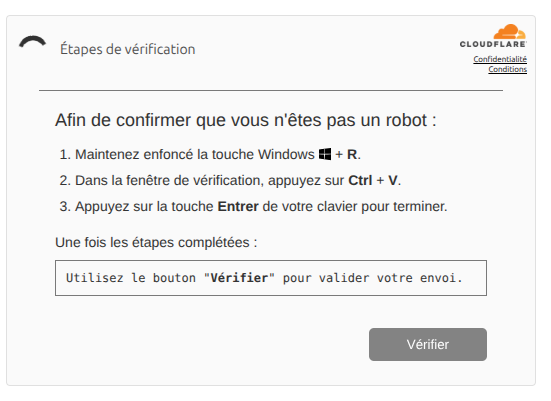 Étapes de vérification
CLOUDFLARE
Confidentialité
Conditions
Afin de confirmer que vous n'êtes pas un robot :
1. Maintenez enfoncé la touche Windows + R.
2. Dans la fenêtre de vérification, appuyez sur Ctrl + V.
3. Appuyez sur la touche Entrer de votre clavier pour terminer.
Une fois les étapes complétées :
Utilisez le bouton "Vérifier" pour valider votre envoi.
Vérifier